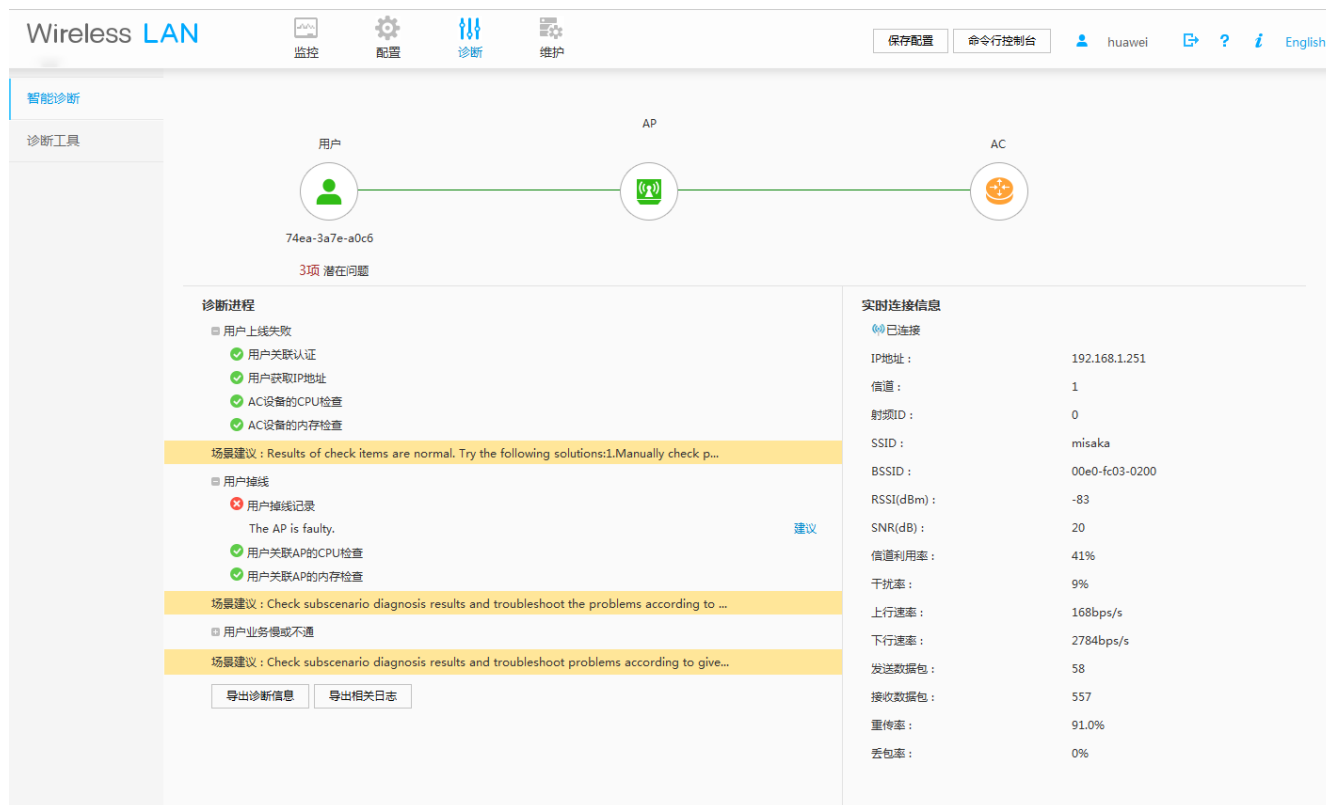 Wireless LAN
监控
配置
诊断
维护
保存配置
命令行控制台
huawei
?
i
English
智能诊断
诊断工具
用户
AP
AC
74ea-3a7e-a0c6
3项 潜在问题
诊断进程
用户上线失败
用户关联认证
用户获取IP地址
AC设备的CPU检查
AC设备的内存检查
场景建议：Results of check items are normal. Try the following solutions:1.Manually check p...
用户掉线
用户掉线记录
The AP is faulty.
建议
用户关联AP的CPU检查
用户关联AP的内存检查
场景建议：Check subscenario diagnosis results and troubleshoot the problems according to ...
用户业务慢或不通
场景建议：Check subscenario diagnosis results and troubleshoot problems according to give...
导出诊断信息
导出相关日志
实时连接信息
已连接
IP地址： 192.168.1.251
信道： 1
射频ID： 0
SSID： misaka
BSSID： 00e0-fc03-0200
RSSI(dBm)： -83
SNR(dB)： 20
信道利用率： 41%
干扰率： 9%
上行速率： 168bps/s
下行速率： 2784bps/s
发送数据包： 58
接收数据包： 557
重传率： 91.0%
丢包率： 0%